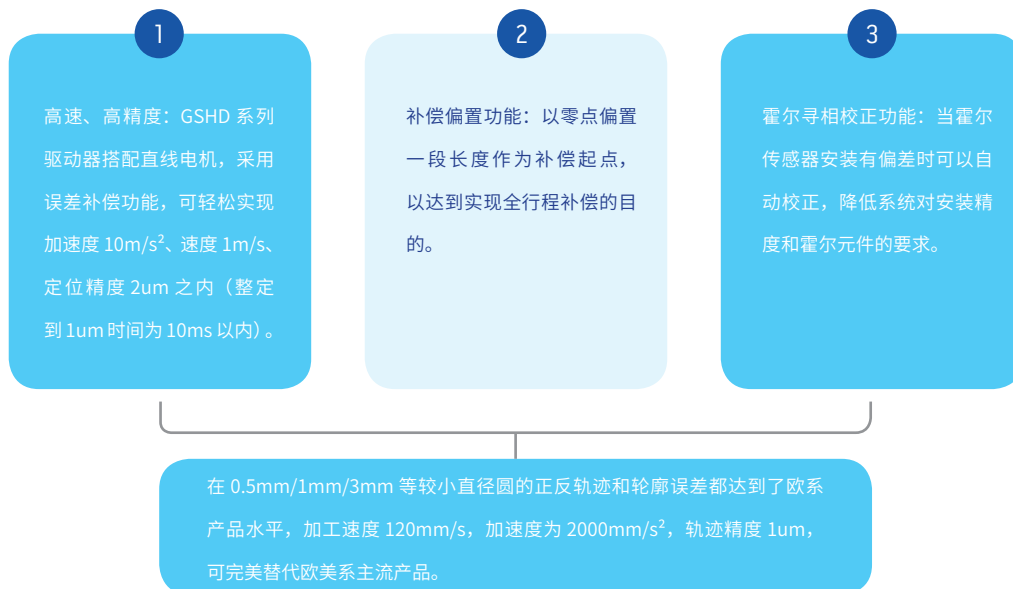 1
高速、高精度：GSHD 系列
驱动器搭配直线电机，采用
误差补偿功能，可轻松实现
加速度 10m/s²、速度 1m/s、
定位精度 2um 之内（整定
到 1um 时间为 10ms 以内）。
2
补偿偏置功能：以零点偏置
一段长度作为补偿起点，
以达到实现全行程补偿的目
的。
3
霍尔寻相校正功能：当霍尔
传感器安装有偏差时可以自
动校正，降低系统对安装精
度和霍尔元件的要求。
在 0.5mm/1mm/3mm 等较小直径圆的正反轨迹和轮廓误差都达到了欧系
产品水平，加工速度 120mm/s，加速度为 2000mm/s²，轨迹精度 1um，
可完美替代欧美系主流产品。